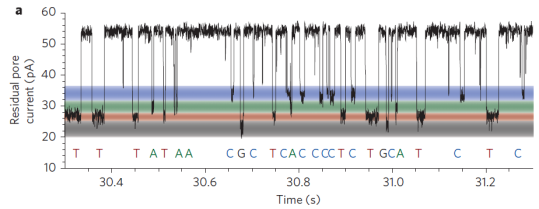 a
60
50
40
30
20
10
Residual pore
current (pA)
T T T A T A A C G C T C A C C C C T C T G C A T C T C
30.4 30.6 30.8 31.0 31.2
Time (s)